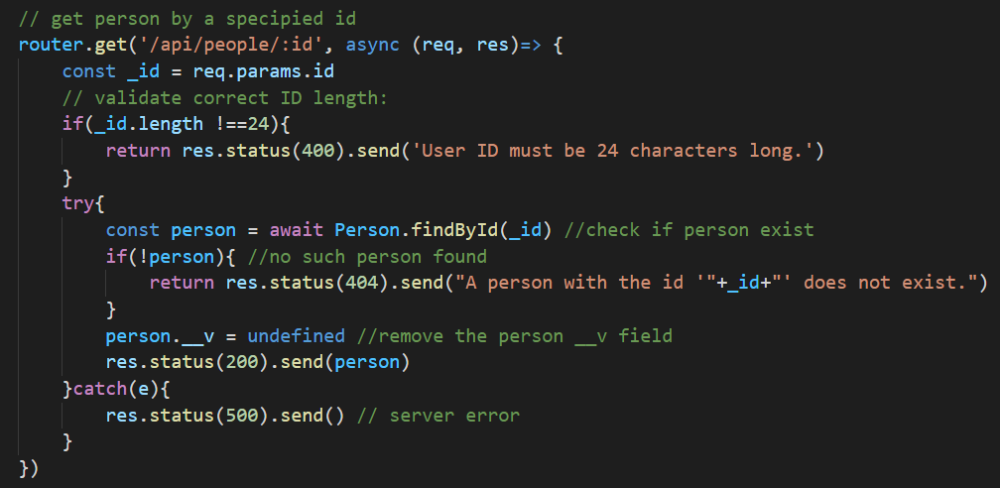 // get person by a specipied id
router.get('/api/people/:id', async (req, res)=> {
    const _id = req.params.id
    // validate correct ID length:
    if(_id.length !==24){
        return res.status(400).send('User ID must be 24 characters long.')
    }
    try{
        const person = await Person.findById(_id) //check if person exist
        if(!person){ //no such person found
            return res.status(404).send("A person with the id '"+_id+"' does not exist.")
        }
        person.__v = undefined //remove the person __v field
        res.status(200).send(person)
    }catch(e){
        res.status(500).send() // server error
    }
})